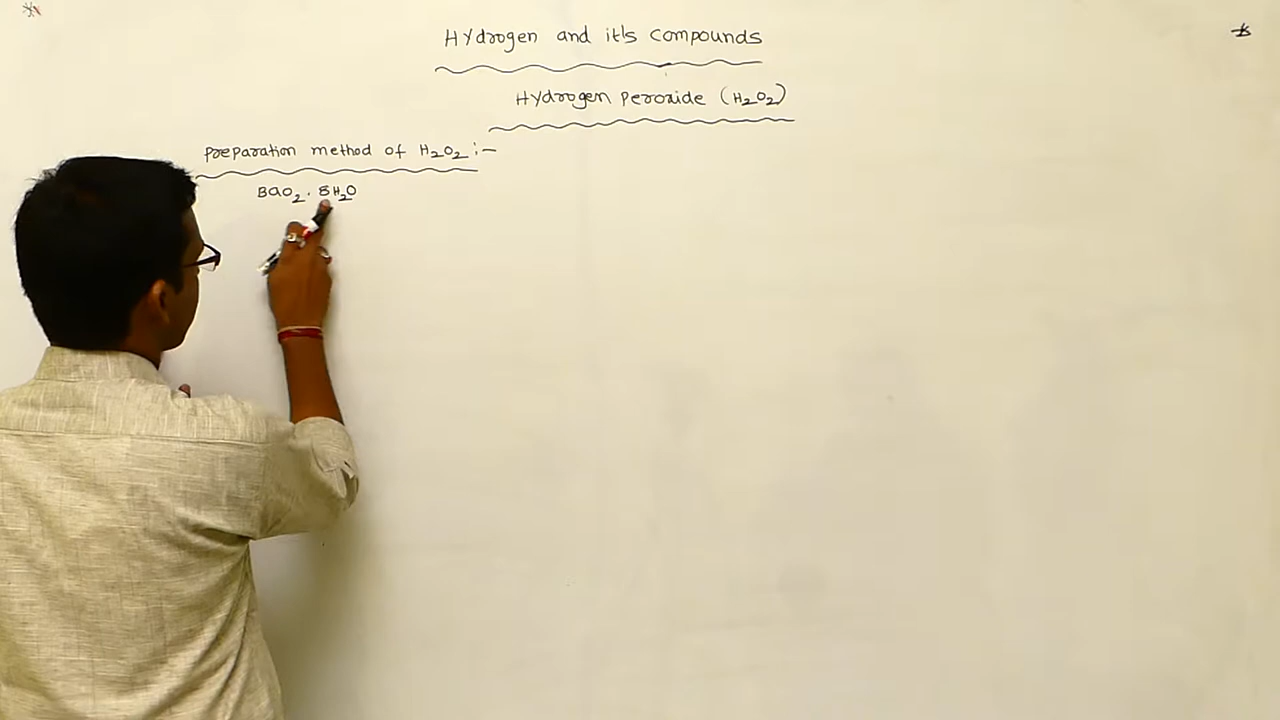 Hydrogen and it's compounds
Hydrogen peroxide (H₂O₂)
preparation method of H₂O₂ :-
BaO₂ . 8H₂O